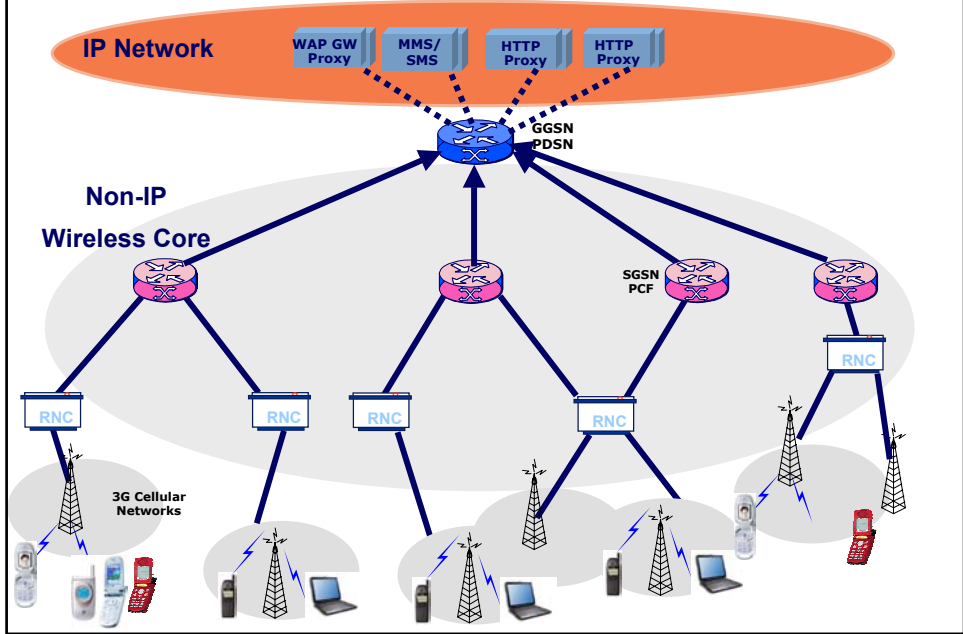 IP Network
WAP GW
Proxy
MMS/
SMS
HTTP
Proxy
HTTP
Proxy
GGSN
PDSN
Non-IP
Wireless Core
SGSN
PCF
RNC
RNC
RNC
RNC
RNC
3G Cellular
Networks